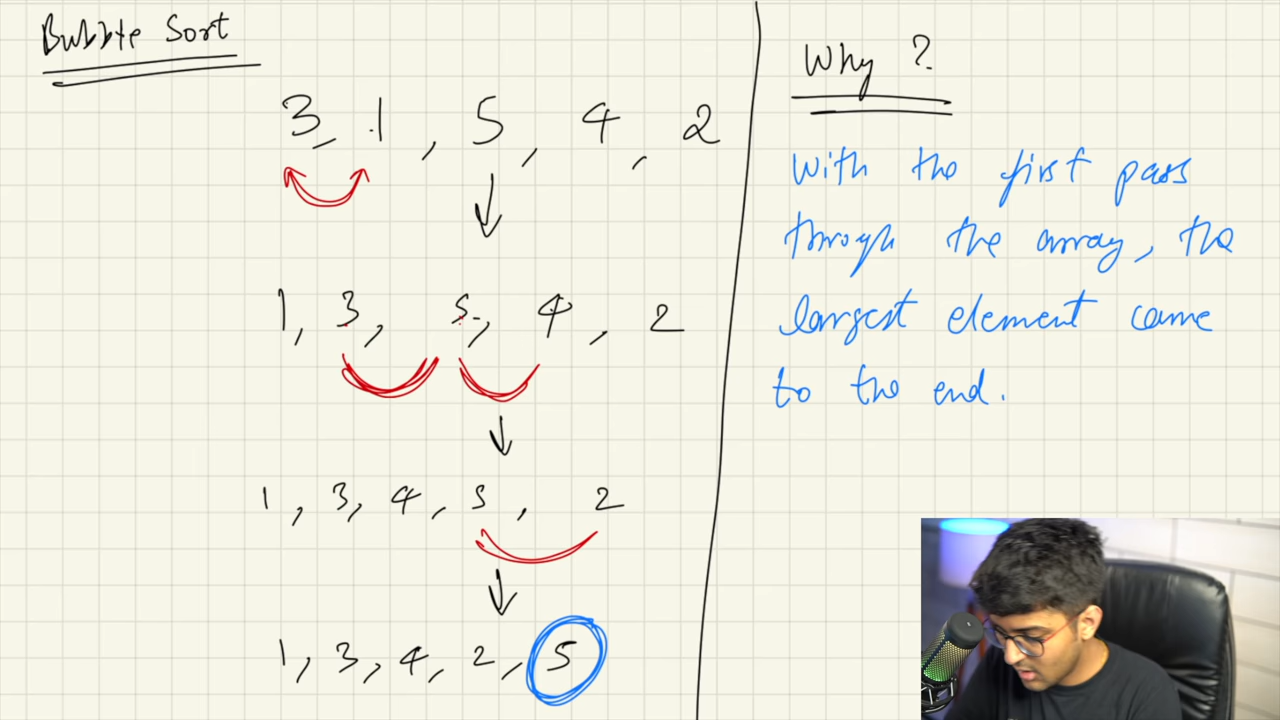 Bubble Sort
3, 1, 5, 4, 2
1, 3, 5, 4, 2
1, 3, 4, 5, 2
1, 3, 4, 2, 5
Why ?
With the first pass
through the array, the
largest element came
to the end.